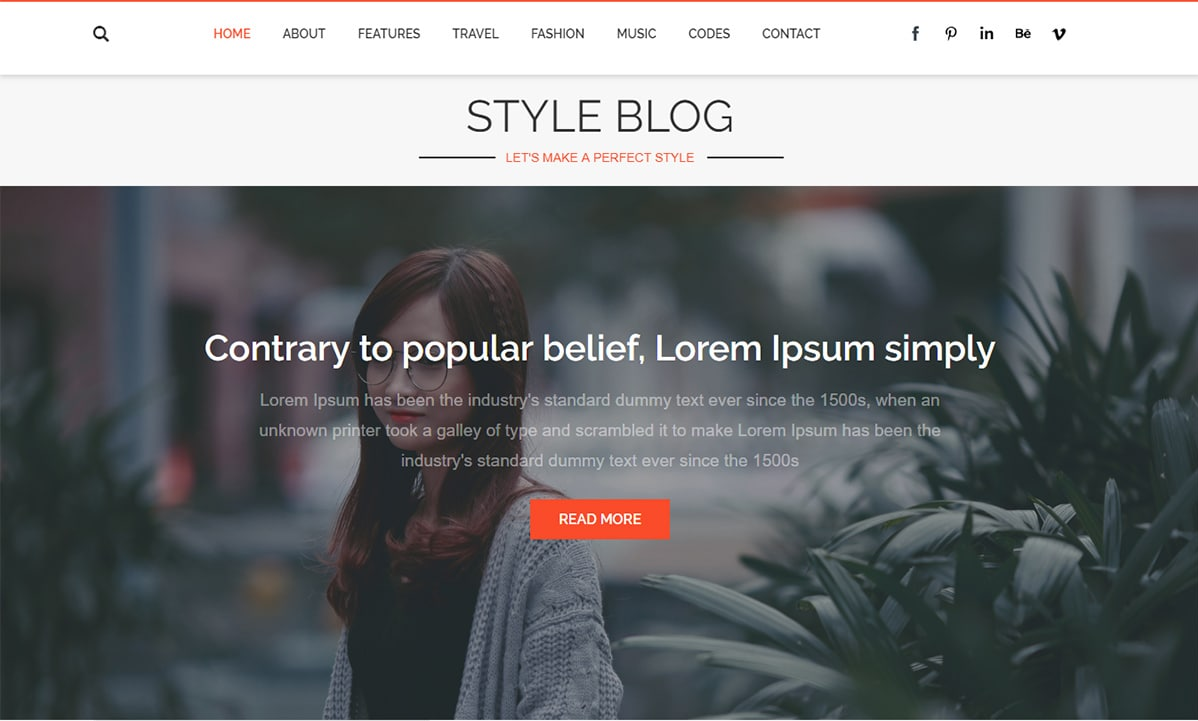 HOME ABOUT FEATURES TRAVEL FASHION MUSIC CODES CONTACT f in Bē
STYLE BLOG
LET'S MAKE A PERFECT STYLE
Contrary to popular belief, Lorem Ipsum simply
Lorem Ipsum has been the industry's standard dummy text ever since the 1500s, when an
unknown printer took a galley of type and scrambled it to make Lorem Ipsum has been the
industry's standard dummy text ever since the 1500s
READ MORE